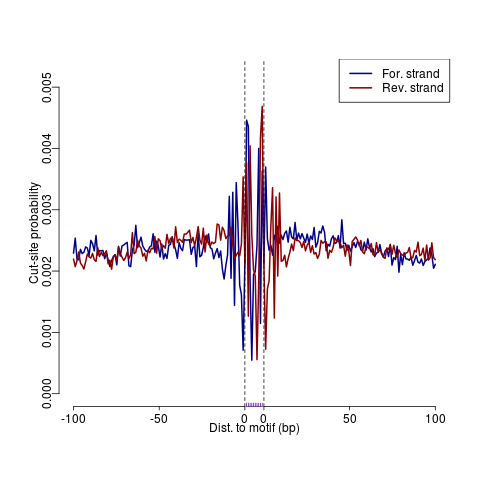 For. strand
Rev. strand
Cut-site probability
0.005
0.004
0.003
0.002
0.001
0.000
-100 -50 0 0 50 100
Dist. to motif (bp)